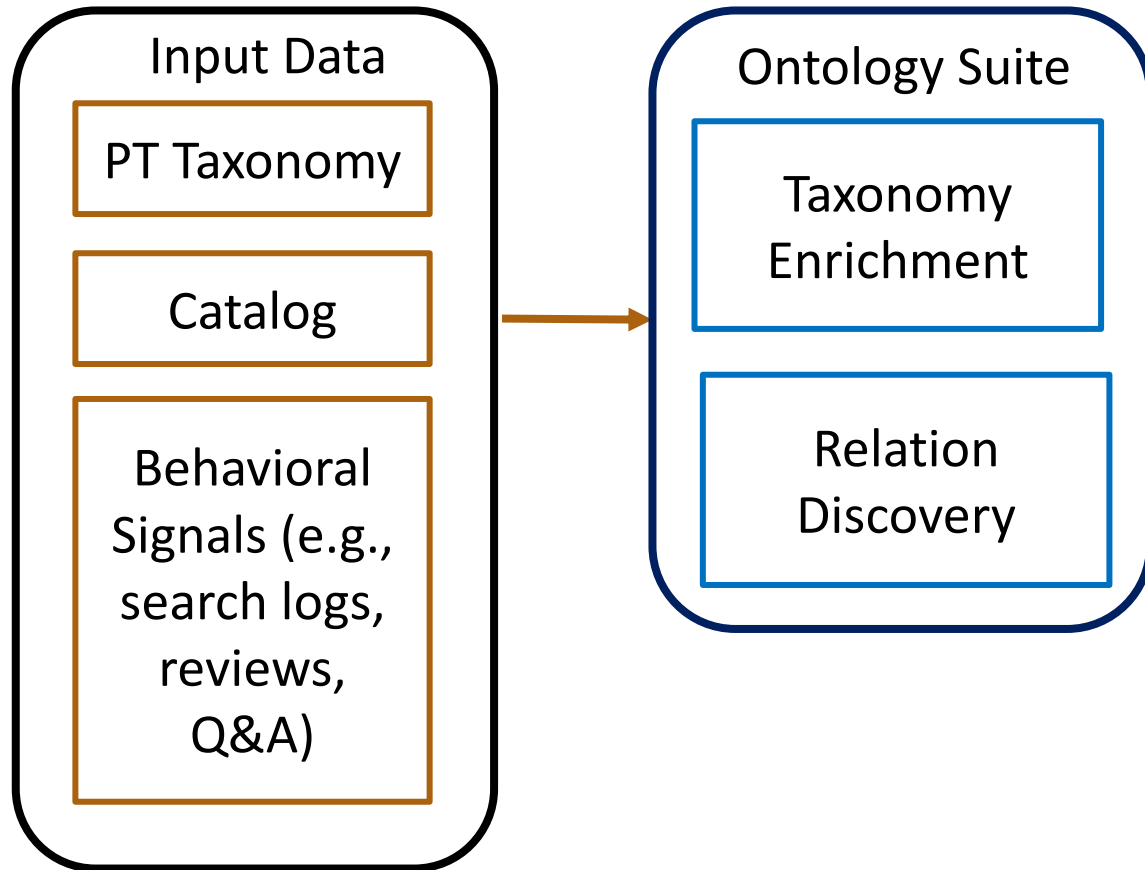 Input Data
PT Taxonomy
Catalog
Behavioral
Signals (e.g.,
search logs,
reviews,
Q&A)
Ontology Suite
Taxonomy
Enrichment
Relation
Discovery